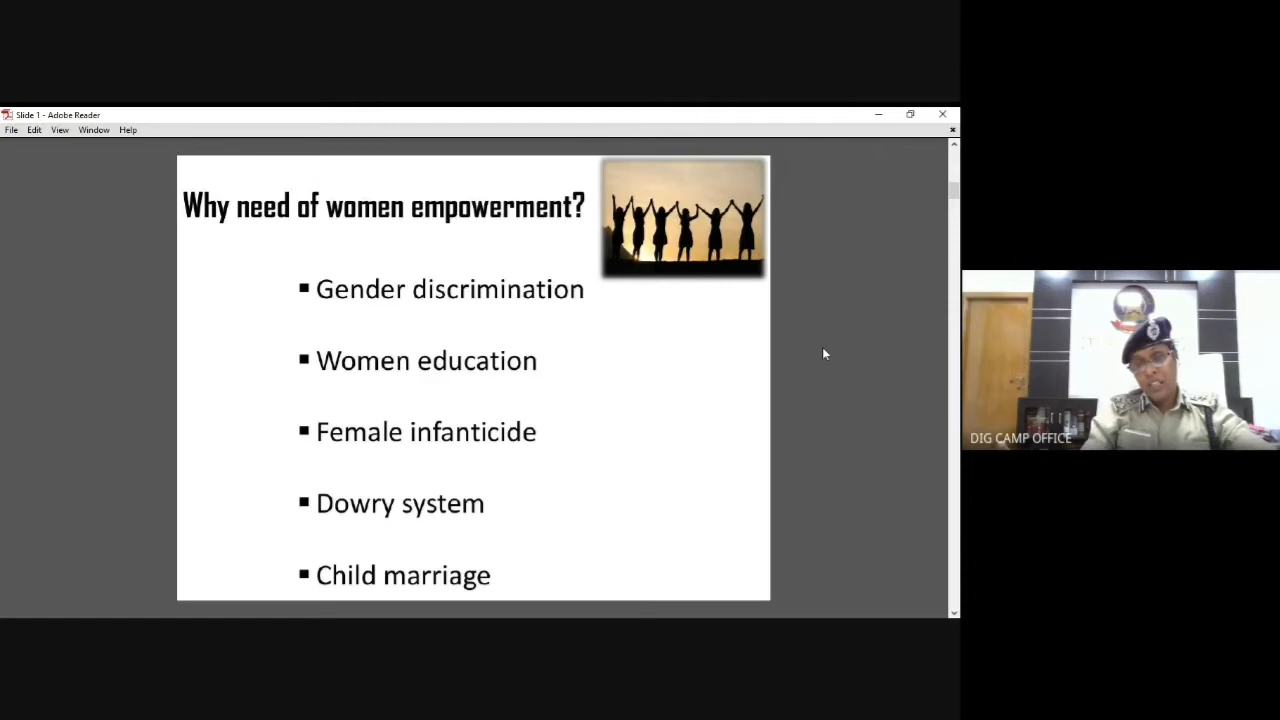 Slide 1 - Adobe Reader
File Edit View Window Help
Why need of women empowerment?
Gender discrimination
Women education
Female infanticide
Dowry system
Child marriage
DIG CAMP OFFICE